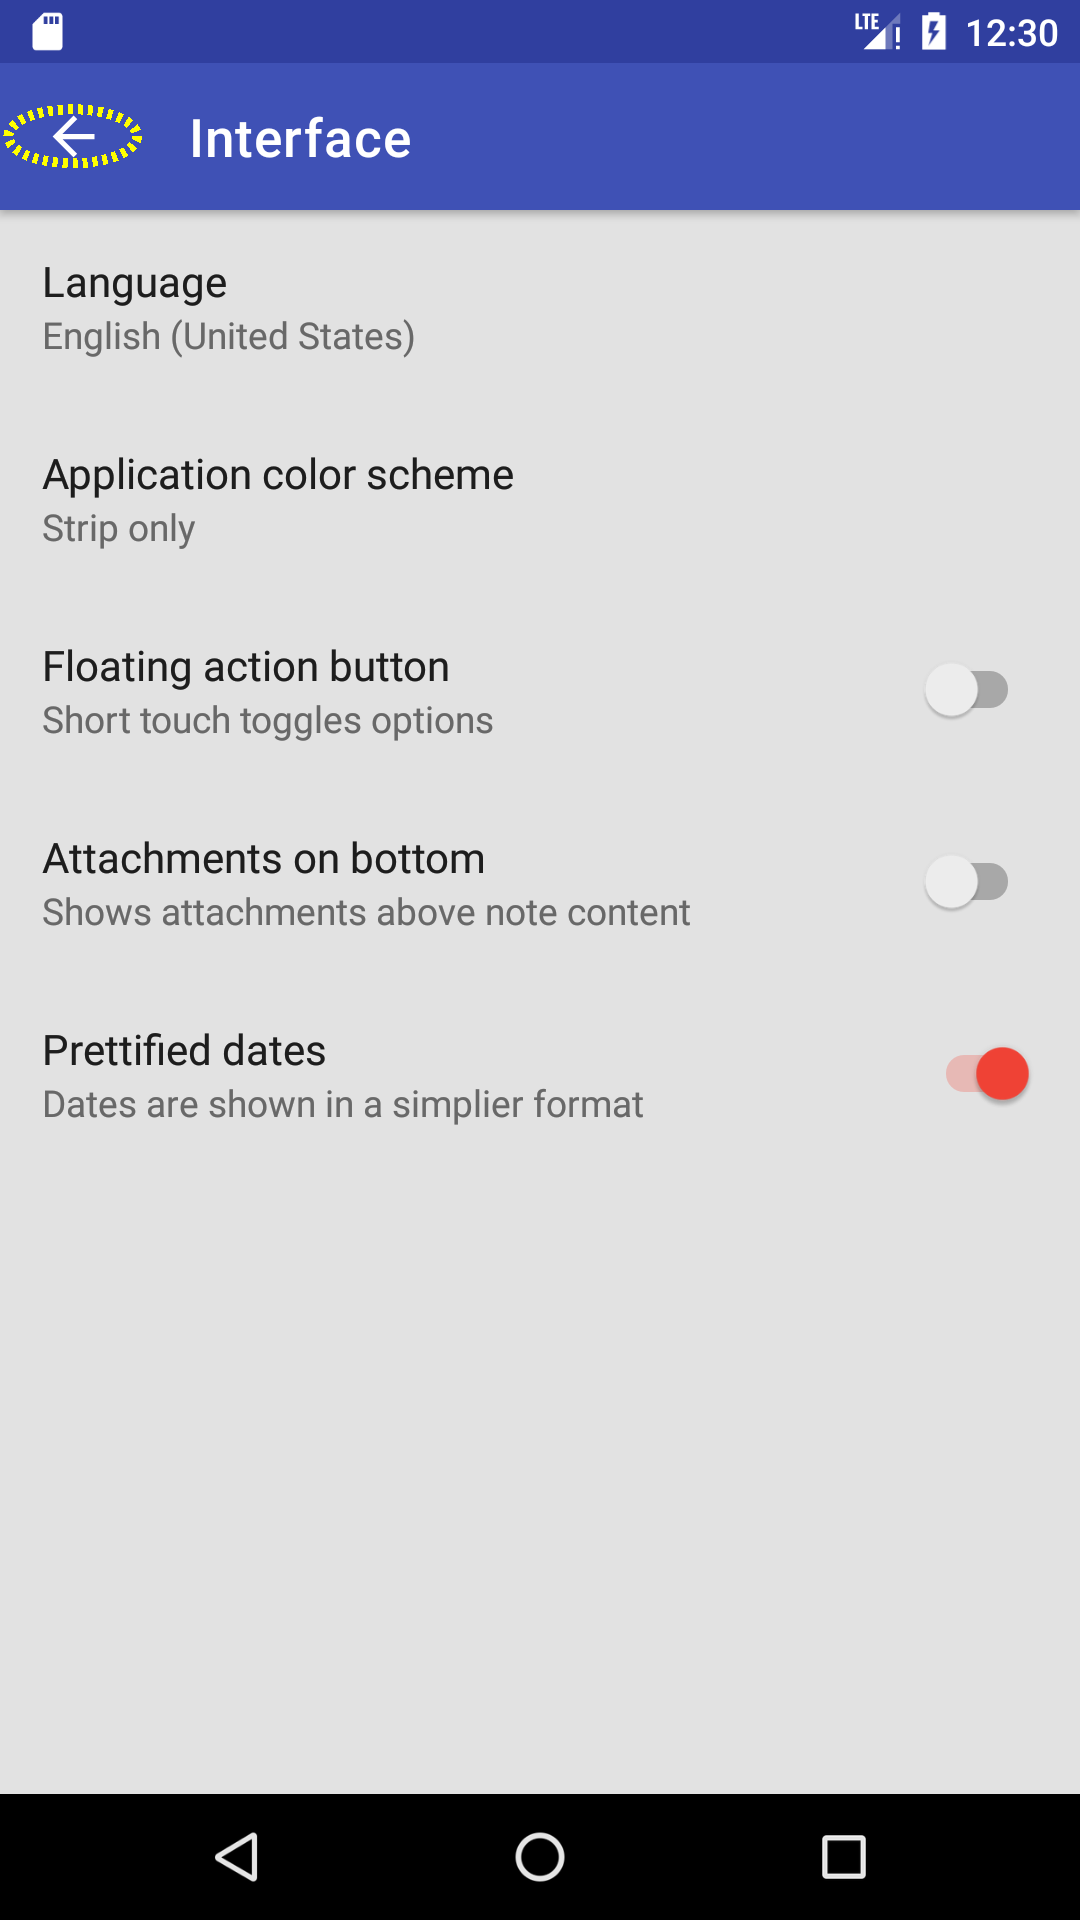 LTE 12:30
Interface
Language
English (United States)
Application color scheme
Strip only
Floating action button
Short touch toggles options
Attachments on bottom
Shows attachments above note content
Prettified dates
Dates are shown in a simplier format